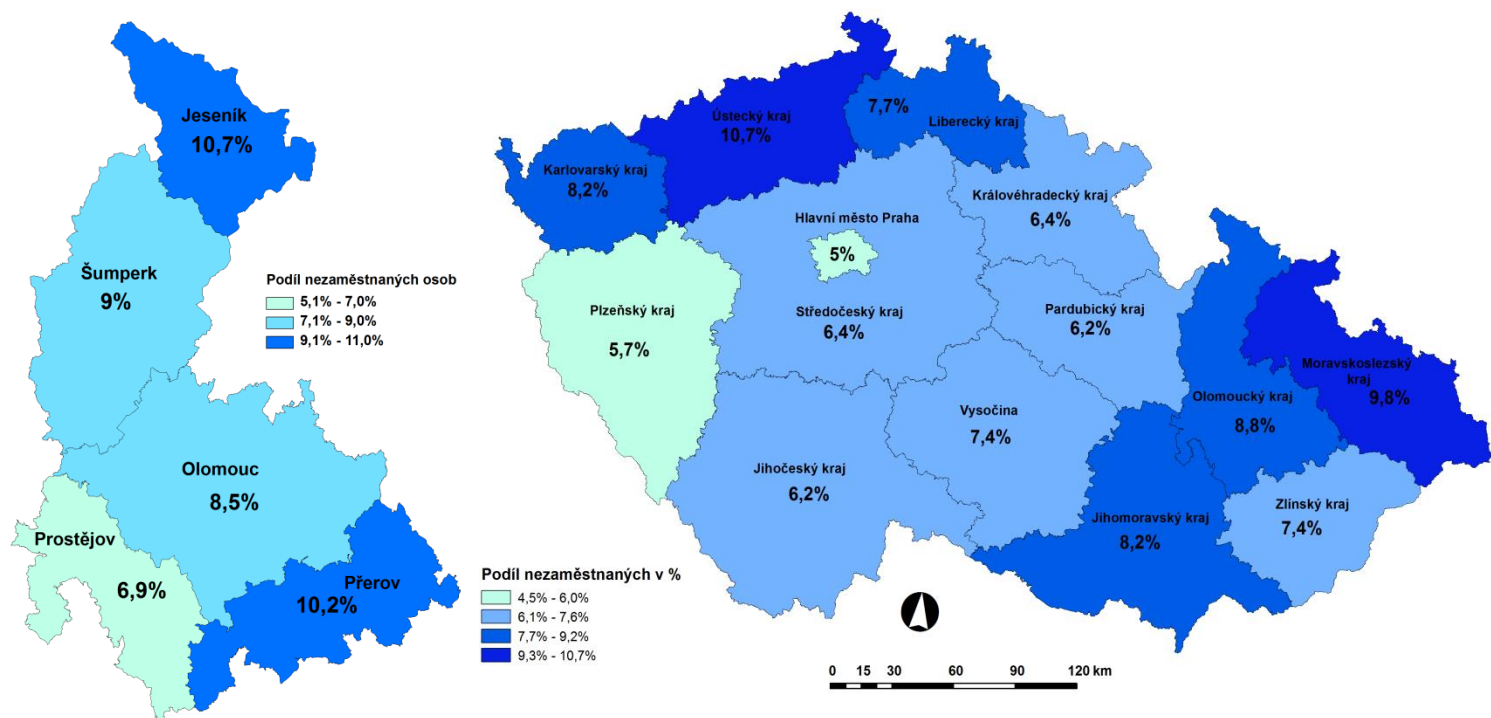 Jeseník
10,7%
Šumperk
9%
Podíl nezaměstnaných osob
5,1% - 7,0%
7,1% - 9,0%
9,1% - 11,0%
Olomouc
8,5%
Prostějov
6,9%
Přerov
10,2%
Ústecký kraj
10,7%
7,7%
Liberecký kraj
Karlovarský kraj
8,2%
Královéhradecký kraj
6,4%
Hlavní město Praha
5%
Plzeňský kraj
5,7%
Středočeský kraj
6,4%
Pardubický kraj
6,2%
Moravskoslezský
kraj
9,8%
Olomoucký kraj
8,8%
Vysočina
7,4%
Jihočeský kraj
6,2%
Jihomoravský kraj
8,2%
Zlínský kraj
7,4%
Podíl nezaměstnaných v %
4,5% - 6,0%
6,1% - 7,6%
7,7% - 9,2%
9,3% - 10,7%
0 15 30 60 90 120 km